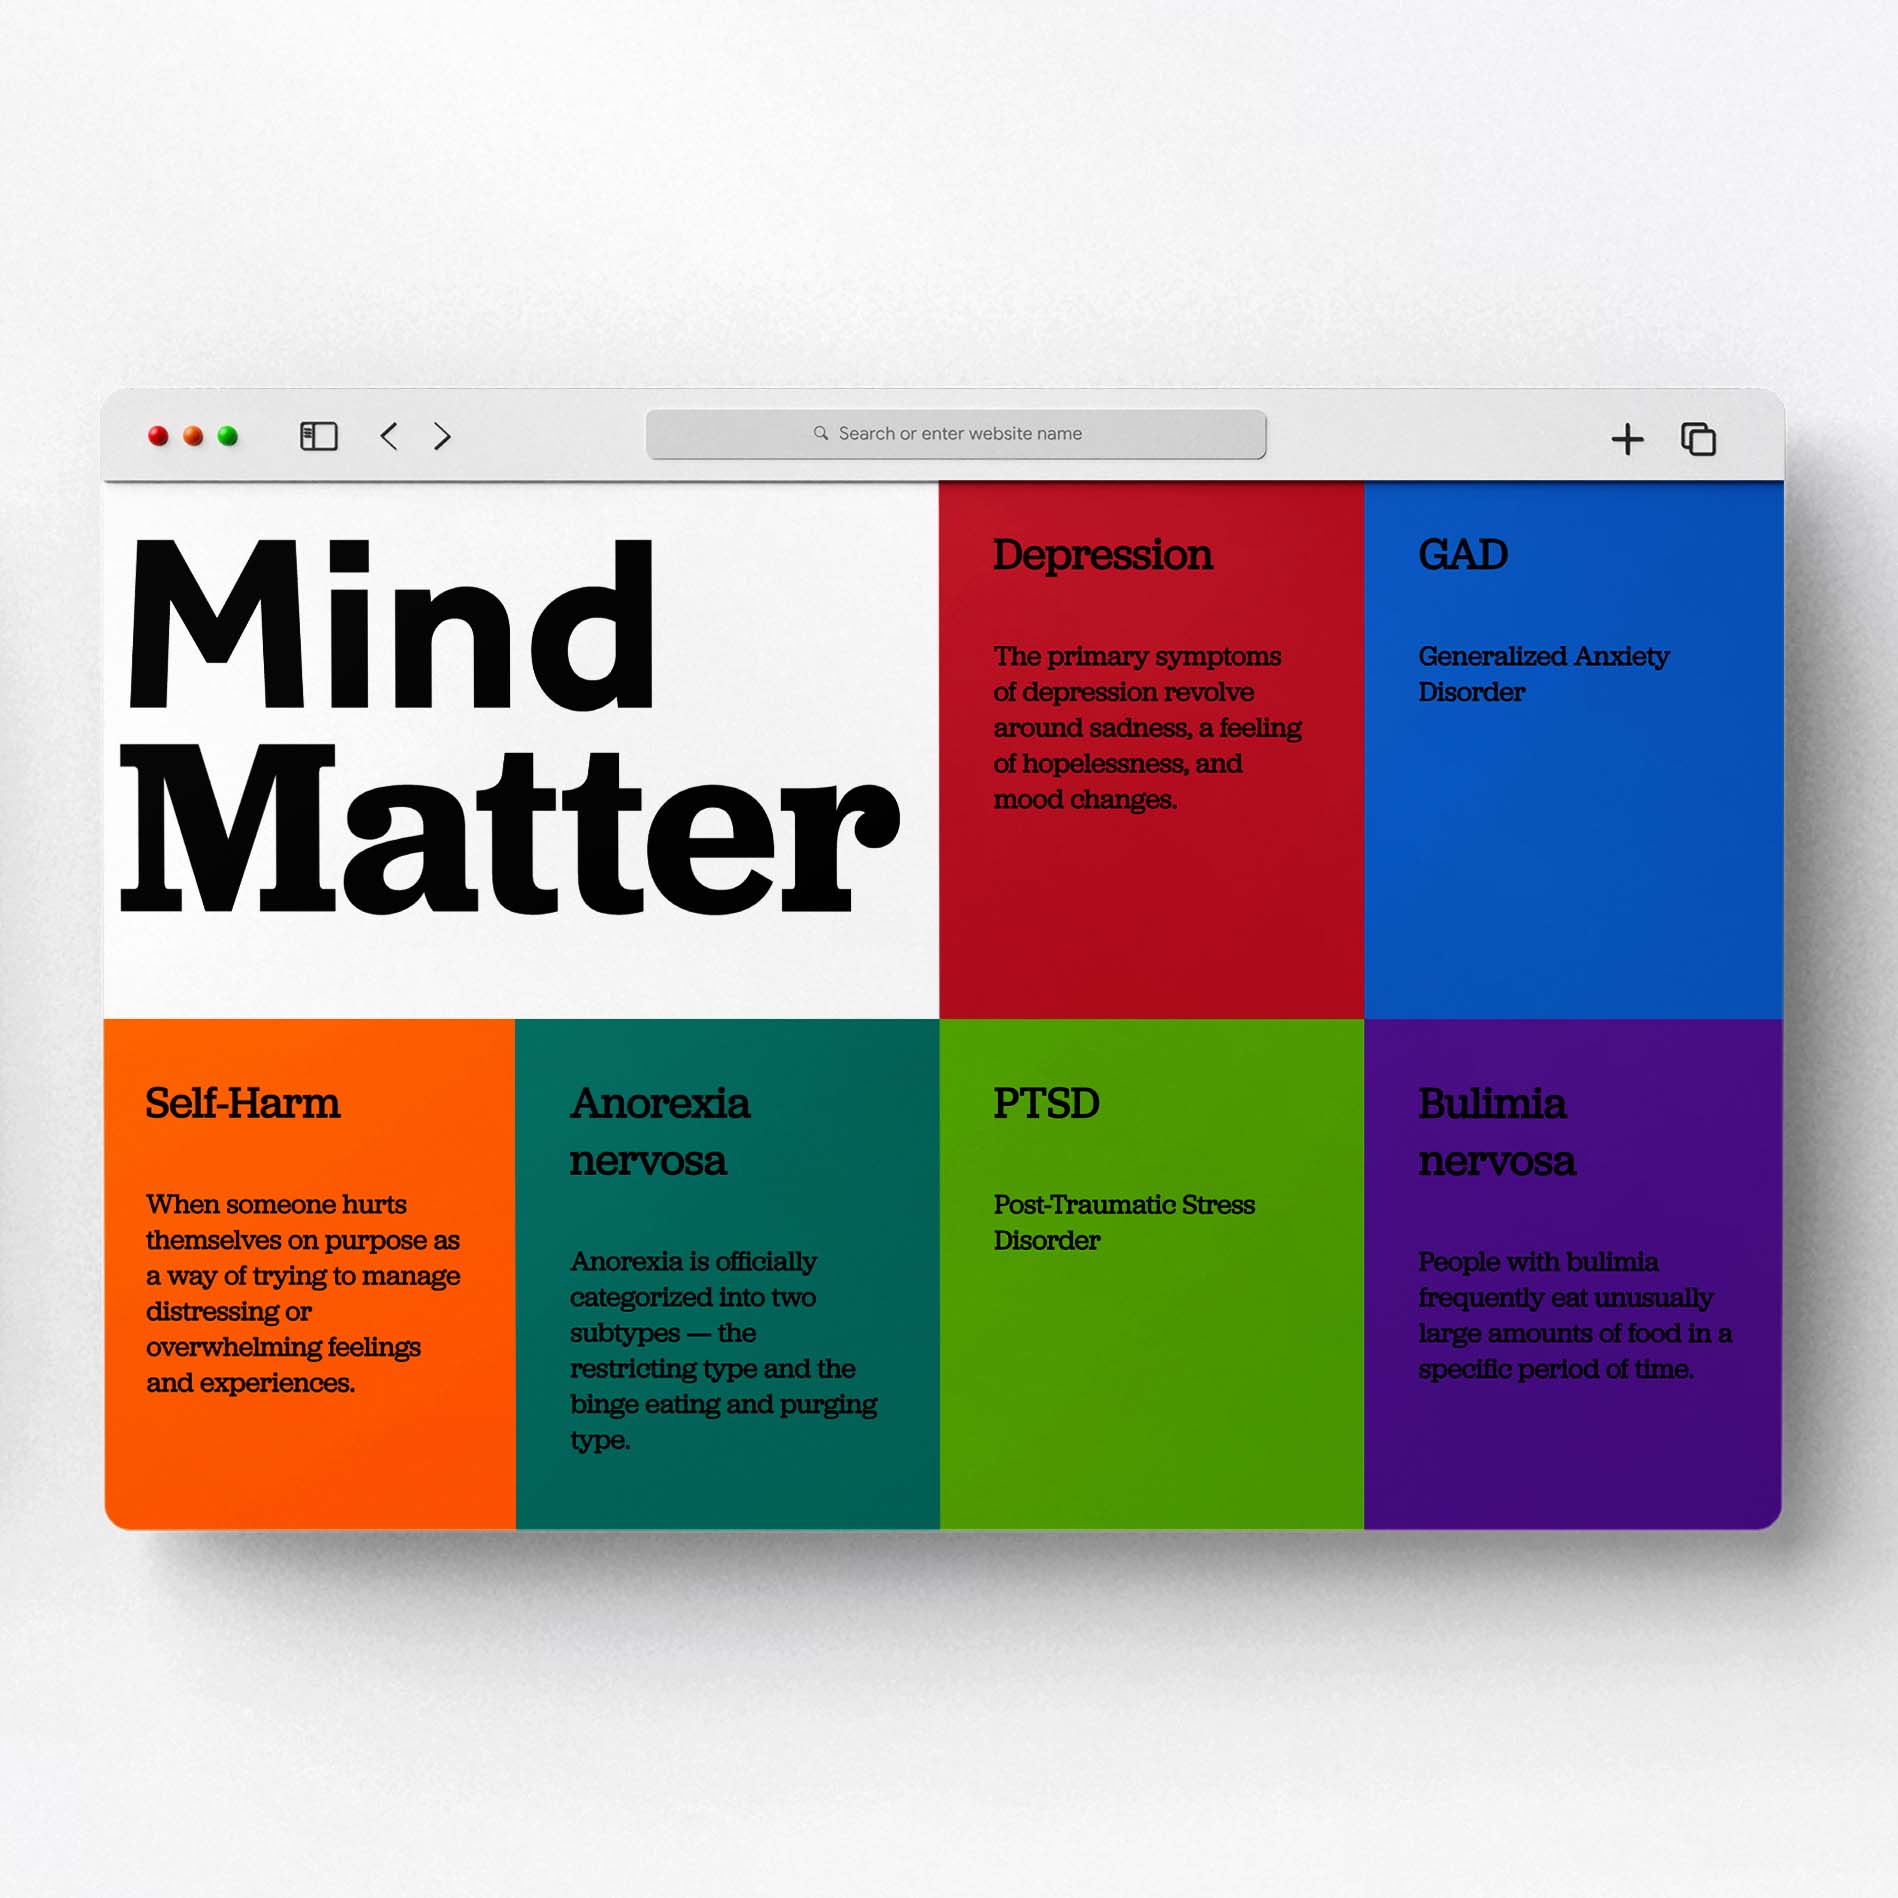 Search or enter website name
Mind
Matter
Depression
The primary symptoms
of depression revolve
around sadness, a feeling
of hopelessness, and
mood changes.
GAD
Generalized Anxiety
Disorder
Self-Harm
When someone hurts
themselves on purpose as
a way of trying to manage
distressing or
overwhelming feelings
and experiences.
Anorexia
nervosa
Anorexia is officially
categorized into two
subtypes — the
restricting type and the
binge eating and purging
type.
PTSD
Post-Traumatic Stress
Disorder
Bulimia
nervosa
People with bulimia
frequently eat unusually
large amounts of food in a
specific period of time.